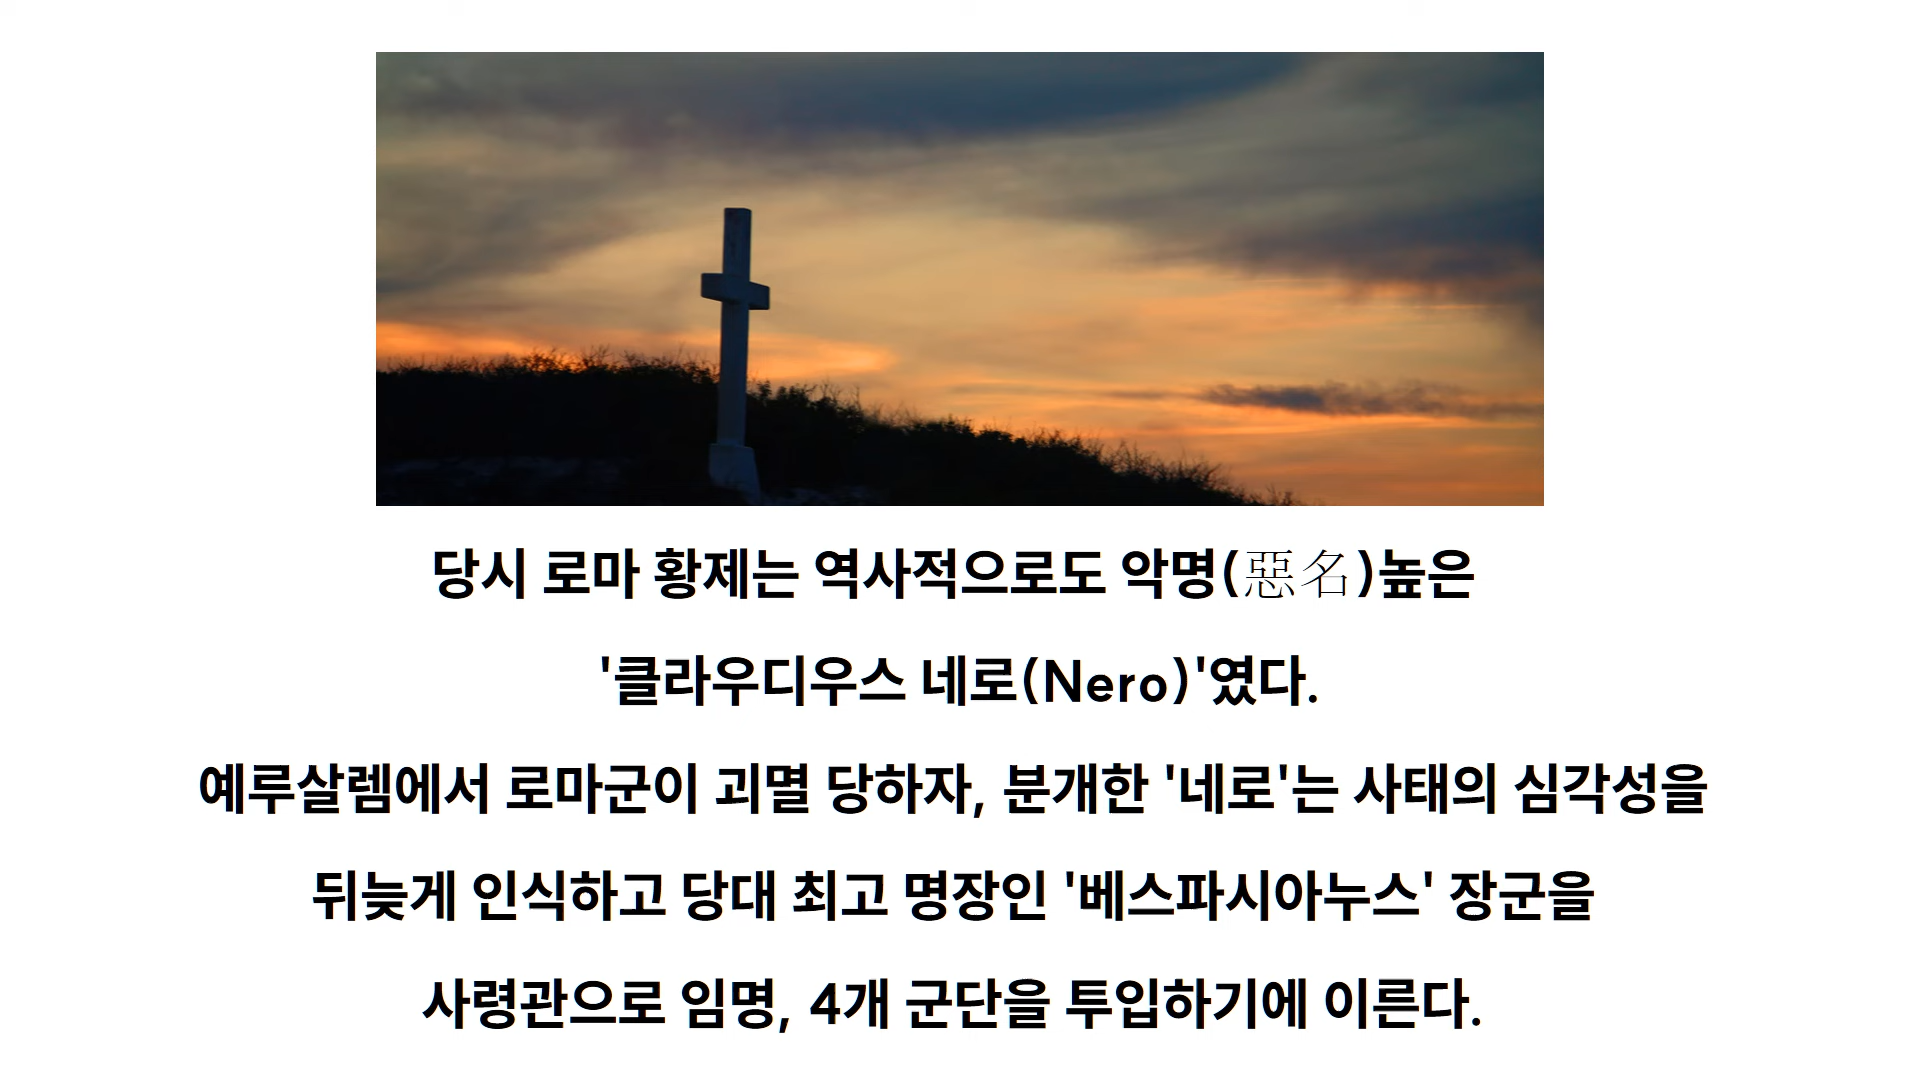 당시 로마 황제는 역사적으로도 악명(惡名)높은
'클라우디우스 네로(Nero)'였다.
예루살렘에서 로마군이 괴멸 당하자, 분개한 '네로'는 사태의 심각성을
뒤늦게 인식하고 당대 최고 명장인 '베스파시아누스' 장군을
사령관으로 임명, 4개 군단을 투입하기에 이른다.